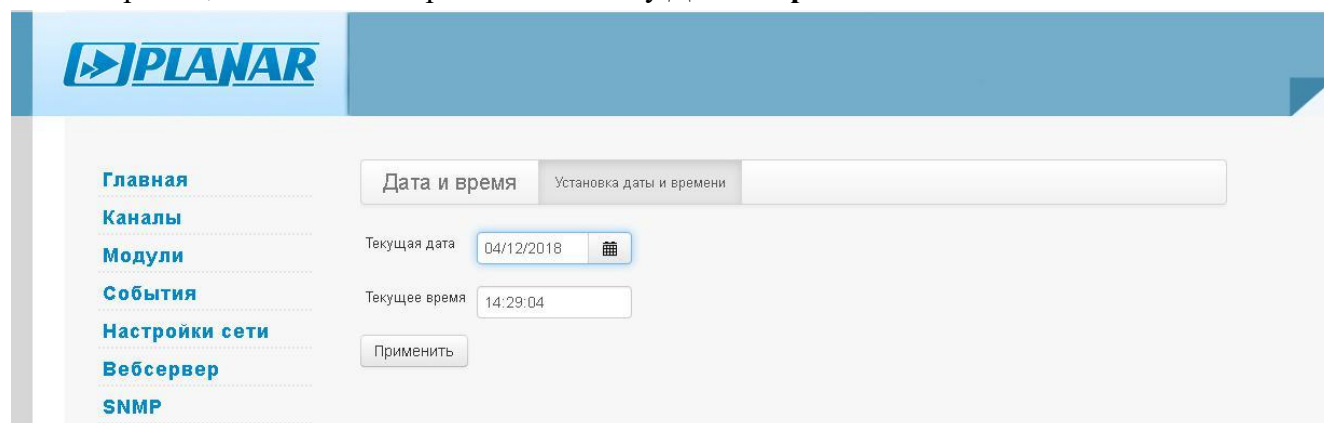 PLANAR
Главная
Каналы
Модули
События
Настройки сети
Вебсервер
SNMP
Дата и время Установка даты и времени
Текущая дата 04/12/2018
Текущее время 14:29:04
Применить